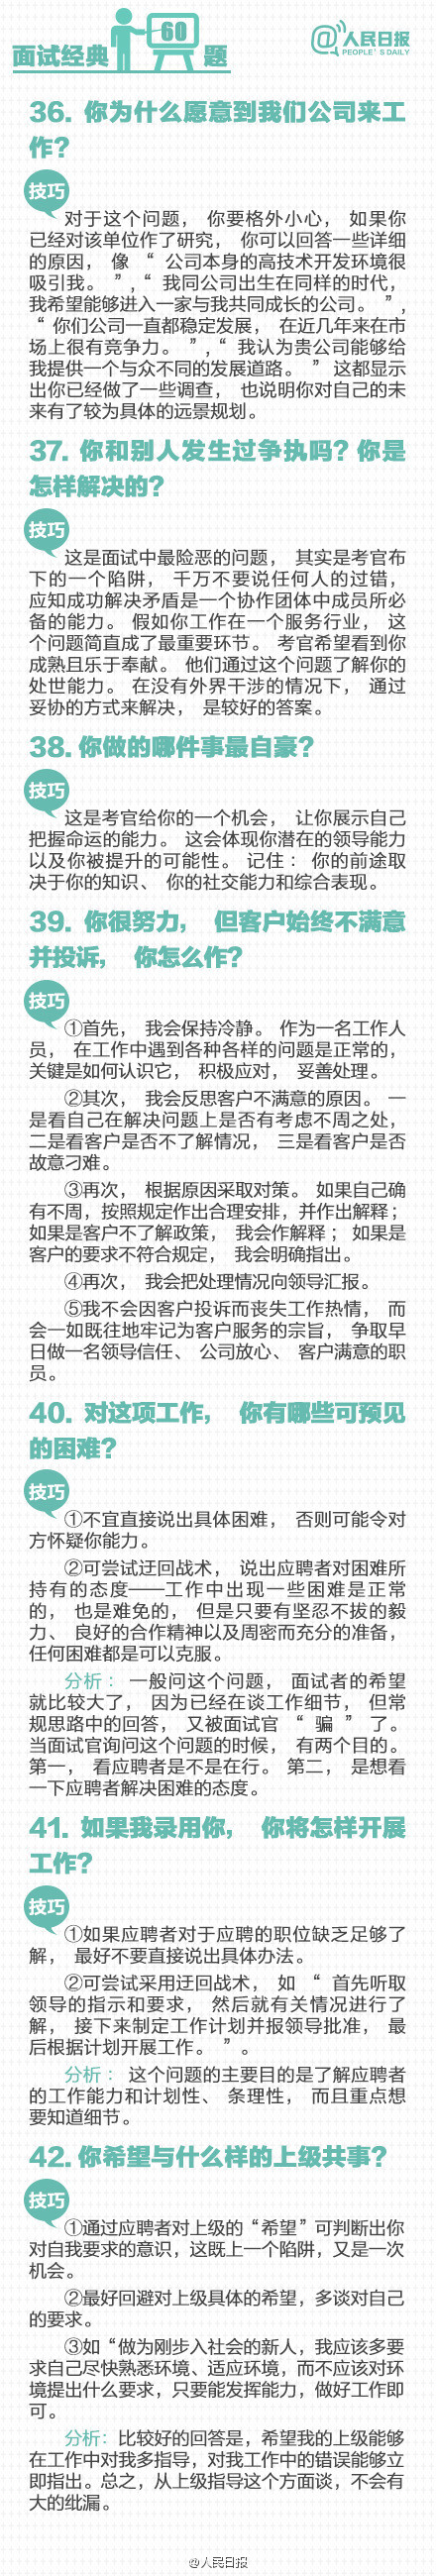 面试经典60题
@人民日报
PEOPLE'S DAILY
36. 你为什么愿意到我们公司来工
作？
技巧
对于这个问题， 你要格外小心， 如果你
已经对该单位作了研究， 你可以回答一些详细
的原因， 像 “ 公司本身的高技术开发环境很
吸引我。 ”,“ 我同公司出生在同样的时代，
我希望能够进入一家与我共同成长的公司。 ”,
“ 你们公司一直都稳定发展， 在近几年来在市
场上很有竞争力。 ”,“ 我认为贵公司能够给
我提供一个与众不同的发展道路。 ” 这都显示
出你已经做了一些调查， 也说明你对自己的未
来有了较为具体的远景规划。
37. 你和别人发生过争执吗？你是
怎样解决的？
技巧
这是面试中最险恶的问题， 其实是考官布
下的一个陷阱， 千万不要说任何人的过错，
应知成功解决矛盾是一个协作团体中成员所必
备的能力。 假如你工作在一个服务行业， 这
个问题简直成了最重要环节。 考官希望看到你
成熟且乐于奉献。 他们通过这个问题了解你的
处世能力。 在没有外界干涉的情况下， 通过
妥协的方式来解决， 是较好的答案。
38. 你做的哪件事最自豪？
技巧
这是考官给你的一个机会， 让你展示自己
把握命运的能力。 这会体现你潜在的领导能力
以及你被提升的可能性。 记住： 你的前途取
决于你的知识、 你的社交能力和综合表现。
39. 你很努力， 但客户始终不满意
并投诉， 你怎么作？
技巧
①首先， 我会保持冷静。 作为一名工作人
员， 在工作中遇到各种各样的问题是正常的，
关键是如何认识它， 积极应对， 妥善处理。
②其次， 我会反思客户不满意的原因。 一
是看自己在解决问题上是否有考虑不周之处，
二是看客户是否不了解情况， 三是看客户是否
故意刁难。
③再次， 根据原因采取对策。 如果自己确
有不周，按照规定作出合理安排，并作出解释；
如果是客户不了解政策， 我会作解释； 如果是
客户的要求不符合规定， 我会明确指出。
④再次， 我会把处理情况向领导汇报。
⑤我不会因客户投诉而丧失工作热情， 而
会一如既往地牢记为客户服务的宗旨， 争取早
日做一名领导信任、 公司放心、 客户满意的职
员。
40. 对这项工作， 你有哪些可预见
的困难？
技巧
①不宜直接说出具体困难， 否则可能令对
方怀疑你能力。
②可尝试迂回战术， 说出应聘者对困难所
持有的态度——工作中出现一些困难是正常
的， 也是难免的， 但是只要有坚忍不拔的毅
力、 良好的合作精神以及周密而充分的准备，
任何困难都是可以克服。
分析： 一般问这个问题， 面试者的希望
就比较大了， 因为已经在谈工作细节， 但常
规思路中的回答， 又被面试官 “ 骗 ” 了。
当面试官询问这个问题的时候， 有两个目的。
第一， 看应聘者是不是在行。 第二， 是想看
一下应聘者解决困难的态度。
41. 如果我录用你， 你将怎样开展
工作？
技巧
①如果应聘者对于应聘的职位缺乏足够了
解， 最好不要直接说出具体办法。
②可尝试采用迂回战术， 如 “ 首先听取
领导的指示和要求， 然后就有关情况进行了
解， 接下来制定工作计划并报领导批准， 最
后根据计划开展工作。 ”。
分析： 这个问题的主要目的是了解应聘者
的工作能力和计划性、 条理性， 而且重点想
要知道细节。
42. 你希望与什么样的上级共事？
技巧
①通过应聘者对上级的“希望”可判断出你
对自我要求的意识，这既上一个陷阱，又是一次
机会。
②最好回避对上级具体的希望，多谈对自己
的要求。
③如“做为刚步入社会的新人，我应该多要
求自己尽快熟悉环境、适应环境，而不应该对环
境提出什么要求，只要能发挥能力，做好工作即
可。
分析：比较好的回答是，希望我的上级能够
在工作中对我多指导，对我工作中的错误能够立
即指出。总之，从上级指导这个方面谈，不会有
大的纰漏。
@人民日报